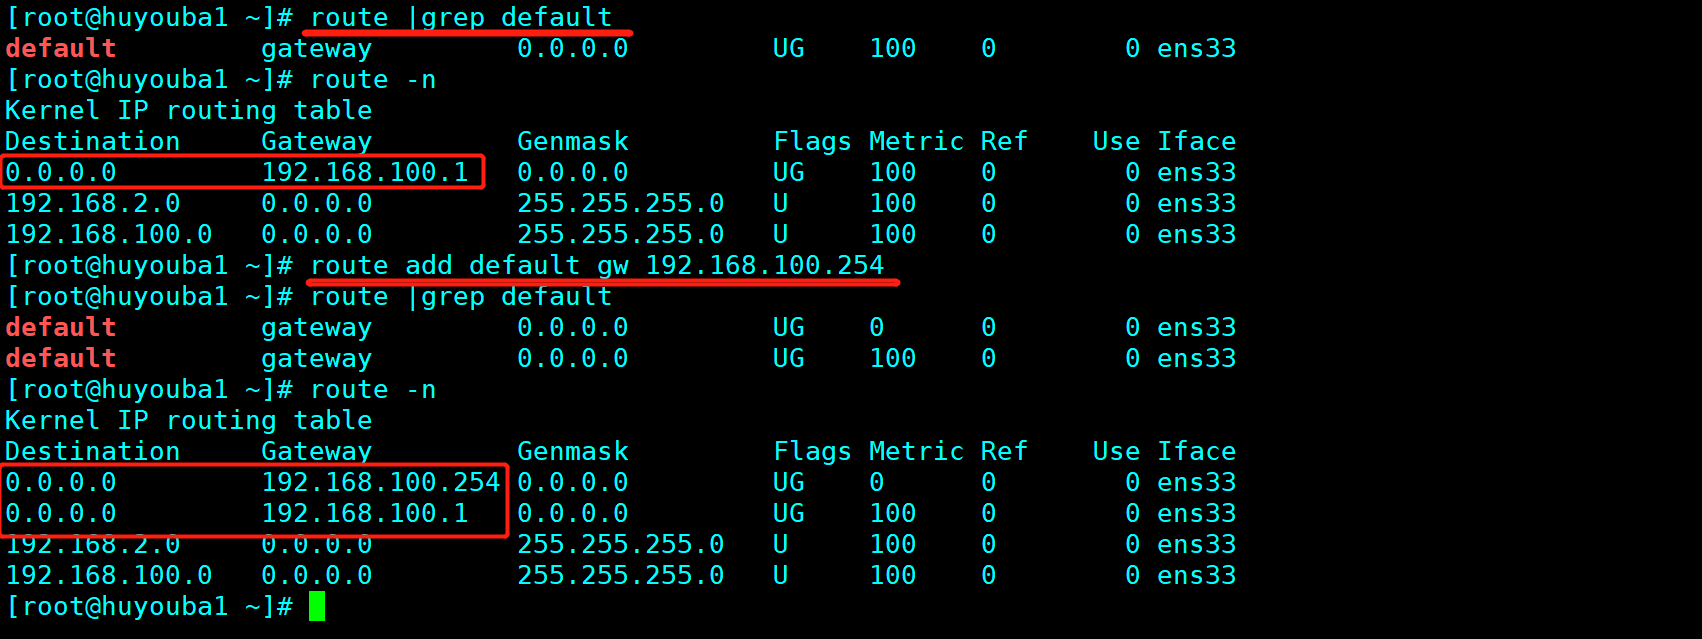 [root@huyouba1 ~]# route |grep default
default         gateway         0.0.0.0         UG    100    0        0 ens33
[root@huyouba1 ~]# route -n
Kernel IP routing table
Destination     Gateway         Genmask         Flags Metric Ref    Use Iface
0.0.0.0         192.168.100.1   0.0.0.0         UG    100    0        0 ens33
192.168.2.0     0.0.0.0         255.255.255.0   U     100    0        0 ens33
192.168.100.0   0.0.0.0         255.255.255.0   U     100    0        0 ens33
[root@huyouba1 ~]# route add default gw 192.168.100.254
[root@huyouba1 ~]# route |grep default
default         gateway         0.0.0.0         UG    0      0        0 ens33
default         gateway         0.0.0.0         UG    100    0        0 ens33
[root@huyouba1 ~]# route -n
Kernel IP routing table
Destination     Gateway         Genmask         Flags Metric Ref    Use Iface
0.0.0.0         192.168.100.254 0.0.0.0         UG    0      0        0 ens33
0.0.0.0         192.168.100.1   0.0.0.0         UG    100    0        0 ens33
192.168.2.0     0.0.0.0         255.255.255.0   U     100    0        0 ens33
192.168.100.0   0.0.0.0         255.255.255.0   U     100    0        0 ens33
[root@huyouba1 ~]#